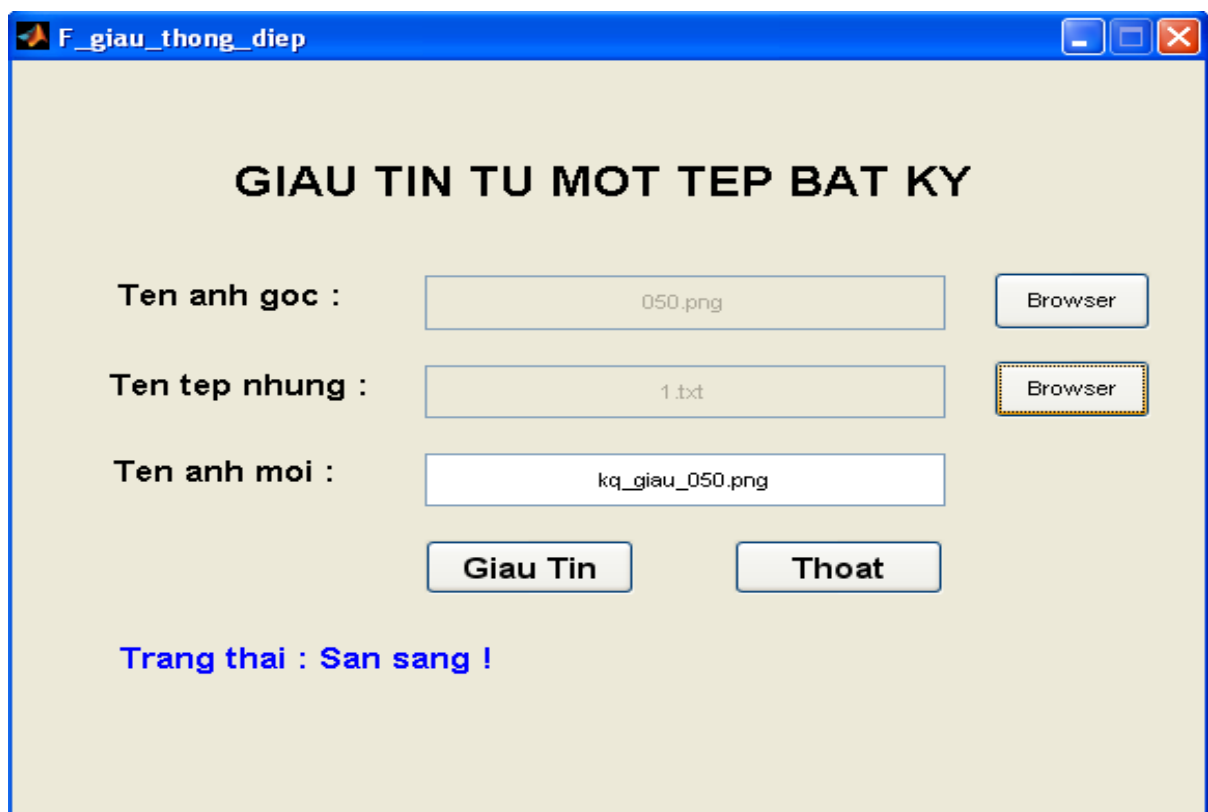 F_giau_thong_diep
GIAU TIN TU MOT TEP BAT KY
Ten anh goc : 050.png Browser
Ten tep nhung : 1.txt Browser
Ten anh moi : kq_giau_050.png
Giau Tin Thoat
Trang thai : San sang !